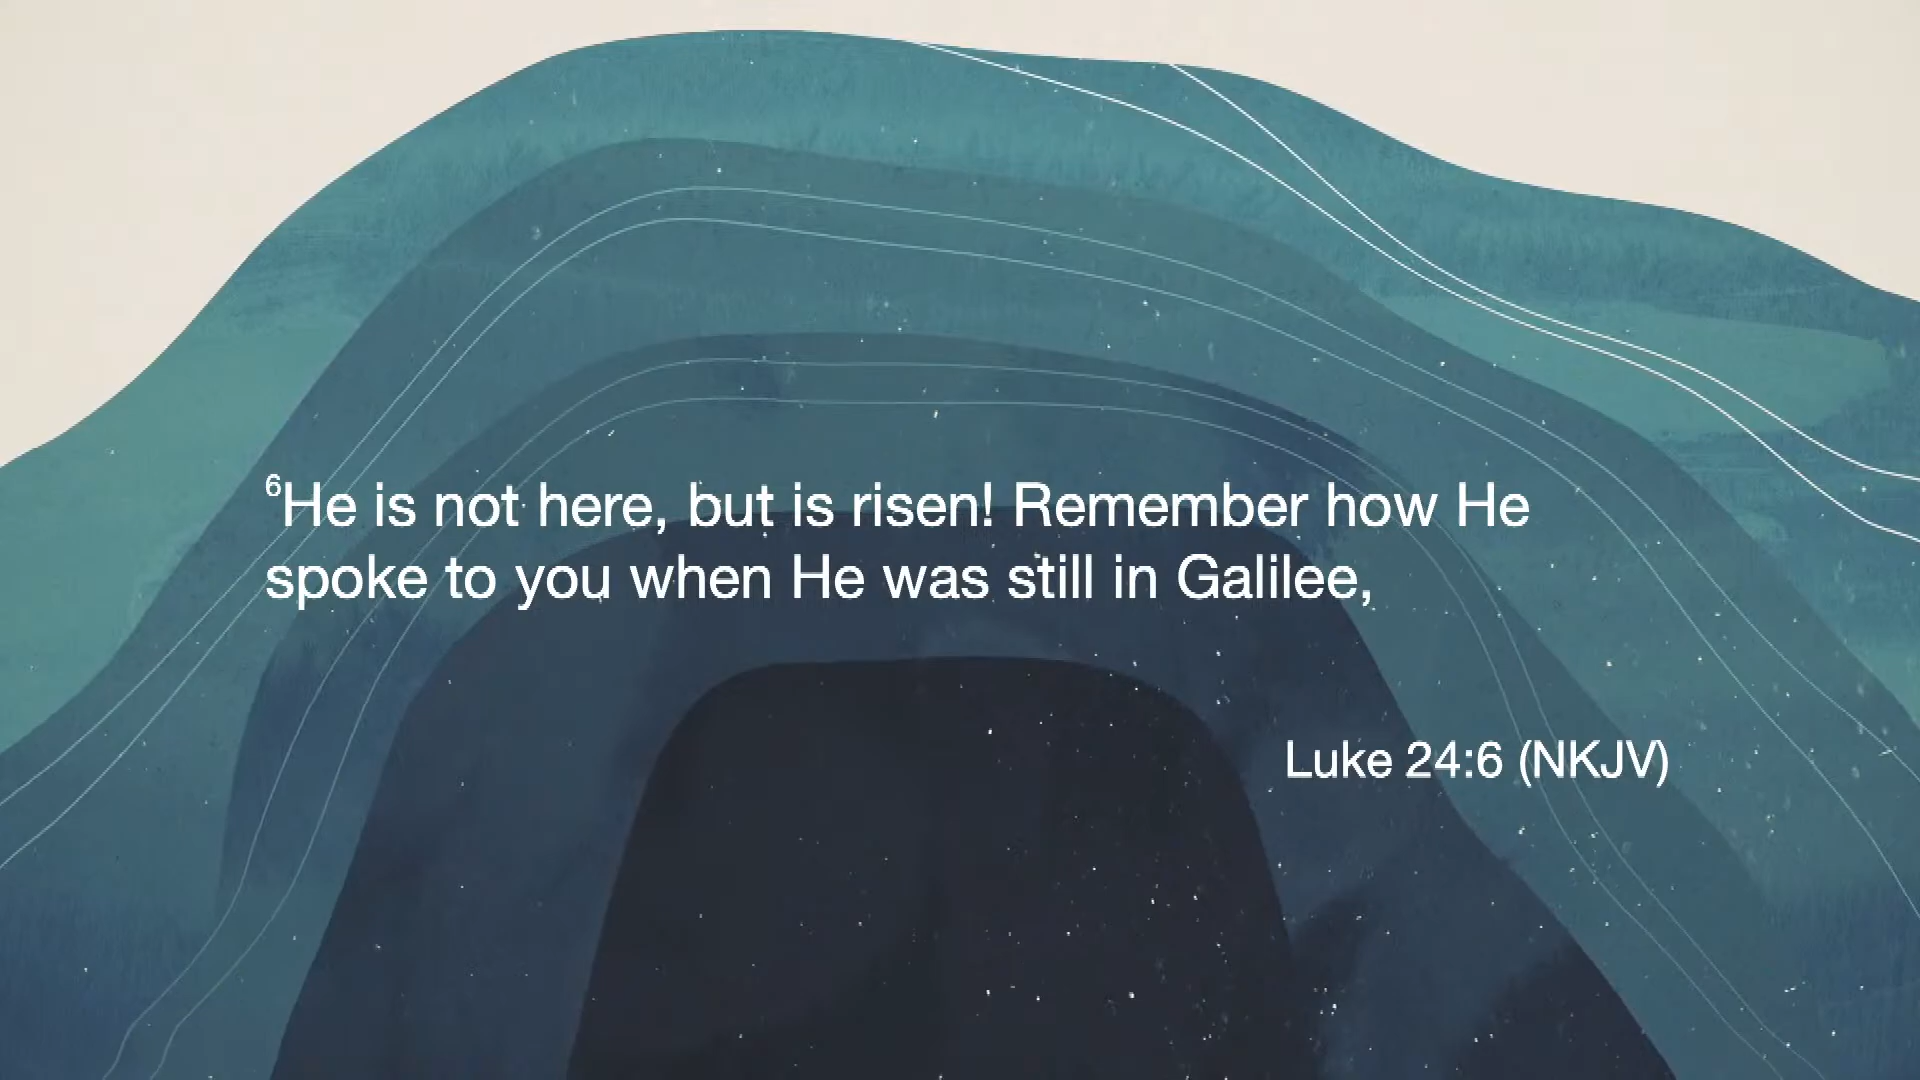 ⁶He is not here, but is risen! Remember how He
spoke to you when He was still in Galilee,
Luke 24:6 (NKJV)